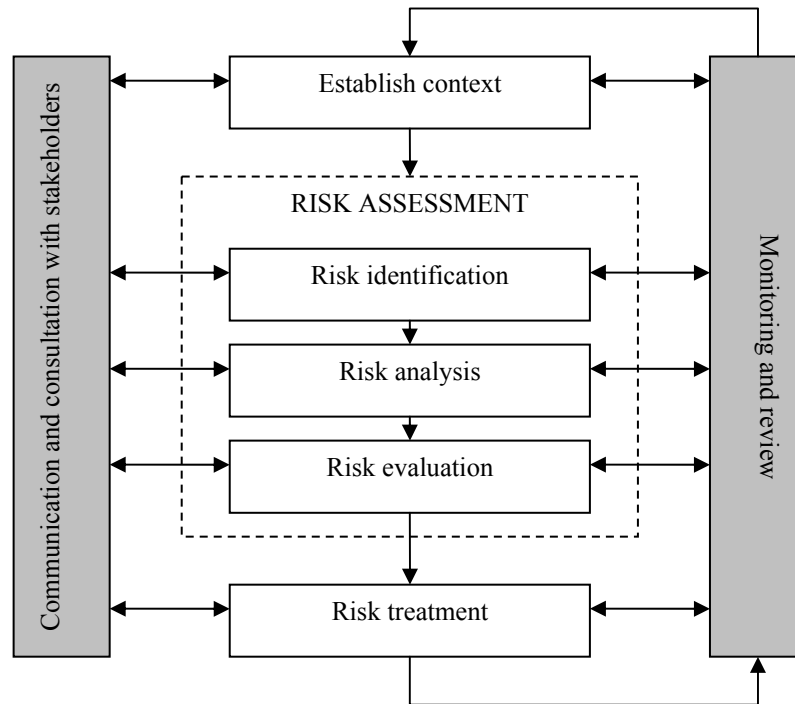 Establish context
RISK ASSESSMENT
Risk identification
Risk analysis
Risk evaluation
Risk treatment
Communication and consultation with stakeholders
Monitoring and review